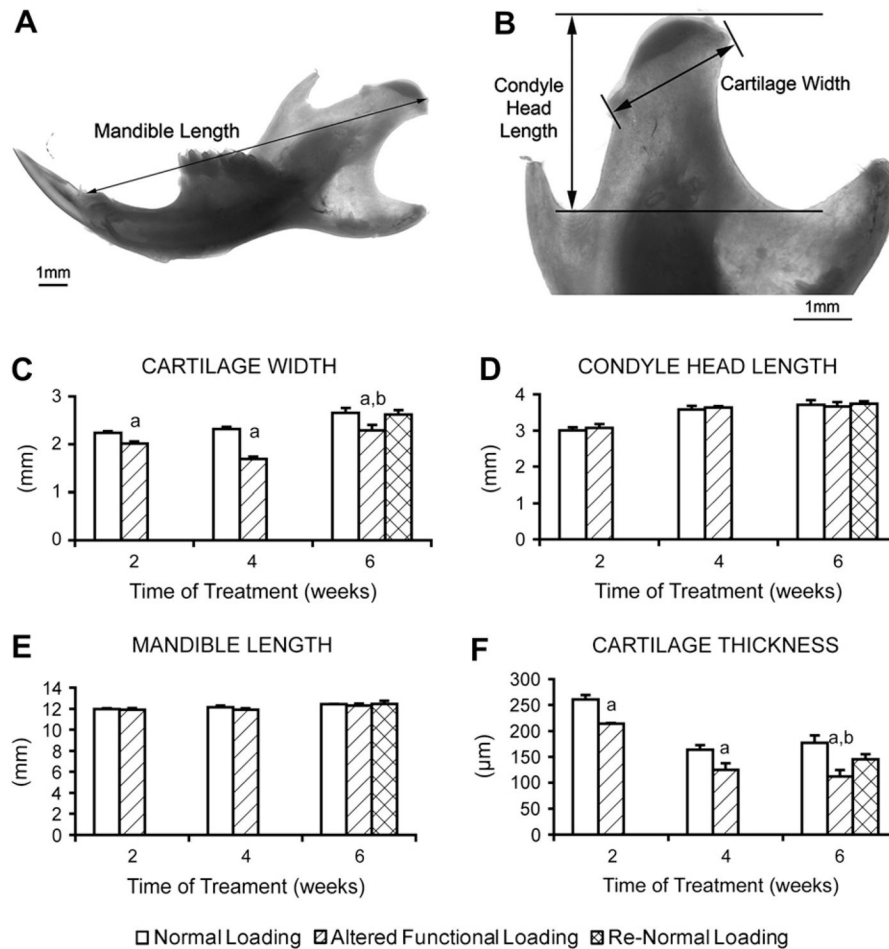 A
Mandible Length
1mm
B
Condyle
Head
Length
Cartilage Width
1mm
C
CARTILAGE WIDTH
(mm)
3
2
1
0
a
a
a,b
2
4
6
Time of Treatment (weeks)
D
CONDYLE HEAD LENGTH
(mm)
4
3
2
1
0
2
4
6
Time of Treatment (weeks)
E
MANDIBLE LENGTH
(mm)
14
12
10
8
6
4
2
0
2
4
6
Time of Treament (weeks)
F
CARTILAGE THICKNESS
(µm)
300
250
200
150
100
50
0
a
a
a,b
2
4
6
Time of Treatment (weeks)
Normal Loading Altered Functional Loading Re-Normal Loading